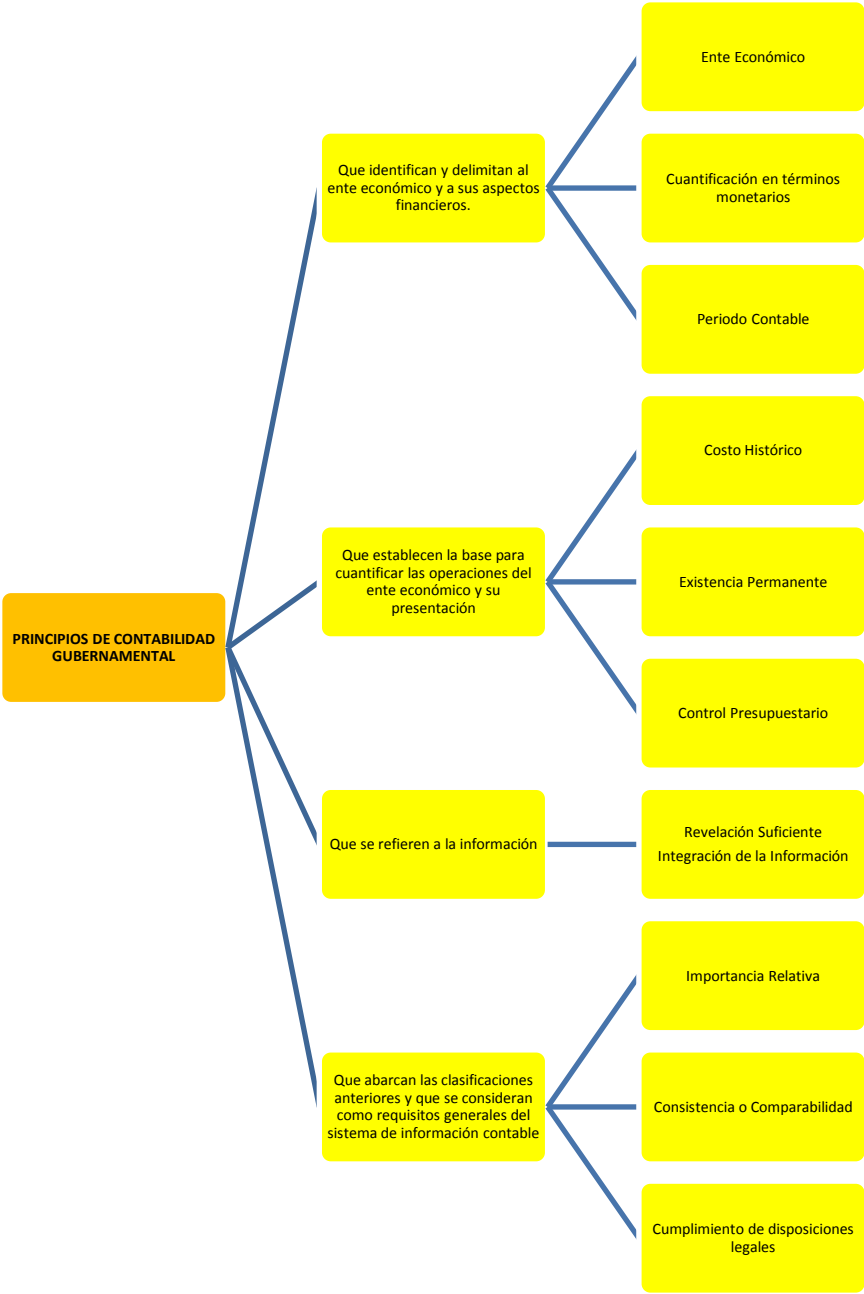 PRINCIPIOS DE CONTABILIDAD
GUBERNAMENTAL
Que identifican y delimitan al
ente económico y a sus aspectos
financieros.
Ente Económico
Cuantificación en términos
monetarios
Periodo Contable
Que establecen la base para
cuantificar las operaciones del
ente económico y su
presentación
Costo Histórico
Existencia Permanente
Control Presupuestario
Que se refieren a la información
Revelación Suficiente
Integración de la Información
Que abarcan las clasificaciones
anteriores y que se consideran
como requisitos generales del
sistema de información contable
Importancia Relativa
Consistencia o Comparabilidad
Cumplimiento de disposiciones
legales